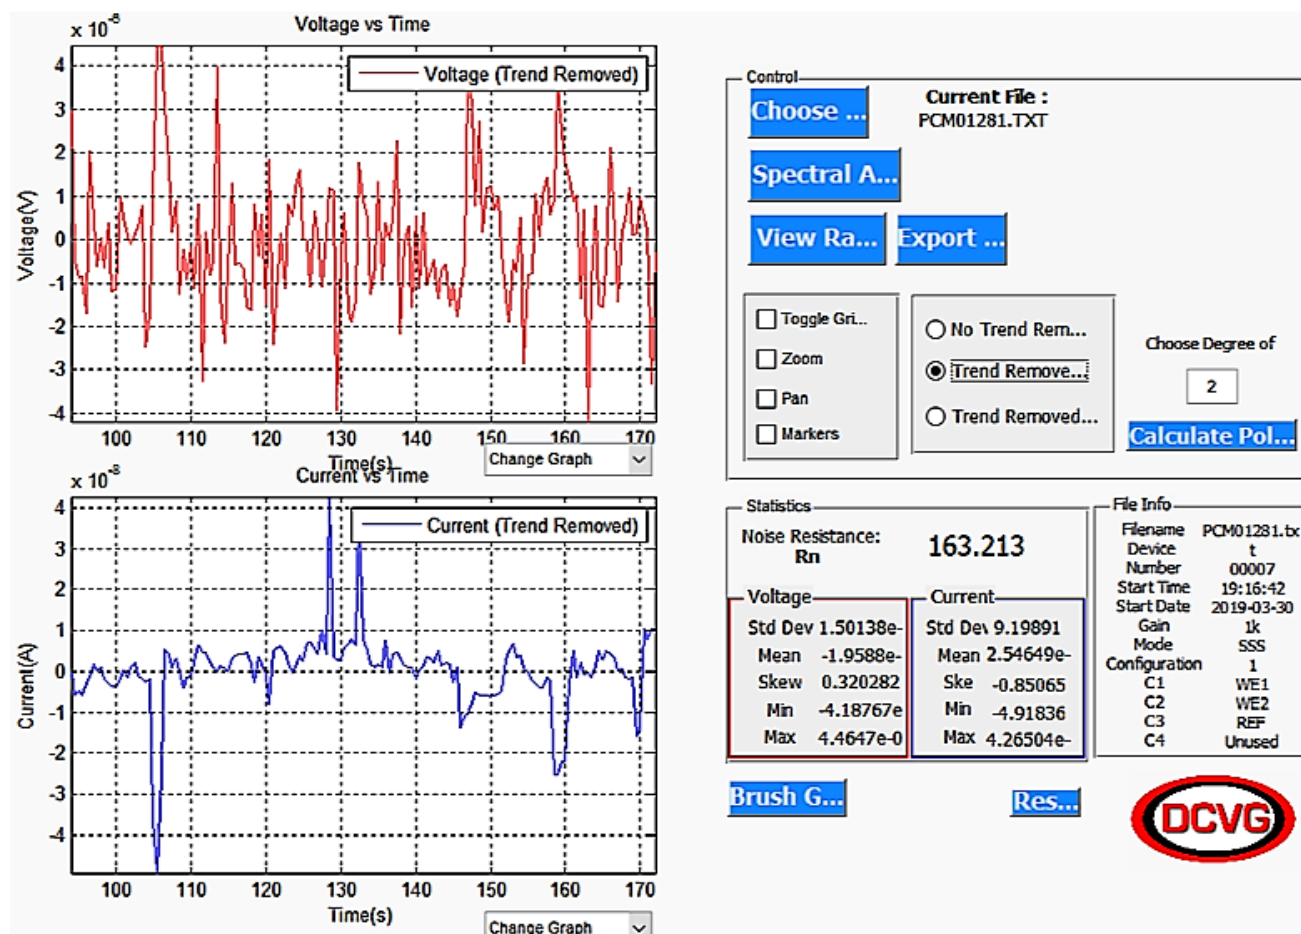 x 10⁻⁵
Voltage vs Time
Voltage (Trend Removed)
Voltage(V)
4
3
2
1
0
-1
-2
-3
-4
100 110 120 130 140 150 160 170
Time(s)
Change Graph
x 10⁻⁸
Current vs Time
Current (Trend Removed)
Current(A)
4
3
2
1
0
-1
-2
-3
-4
100 110 120 130 140 150 160 170
Time(s)
Change Graph
Control
Choose ...
Current File :
PCM01281.TXT
Spectral A...
View Ra...
Export ...
Toggle Gri...
Zoom
Pan
Markers
No Trend Rem...
Trend Remove...
Trend Removed...
Choose Degree of
2
Calculate Pol...
Statistics
Noise Resistance:
Rn
163.213
Voltage
Std Dev 1.50138e-
Mean -1.9588e-
Skew 0.320282
Min -4.18767e
Max 4.4647e-0
Current
Std Dev 9.19891
Mean 2.54649e-
Ske -0.85065
Min -4.91836
Max 4.26504e-
File Info
Filename PCM01281.tx
Device t
Number 00007
Start Time 19:16:42
Start Date 2019-03-30
Gain 1k
Mode SSS
Configuration 1
C1 WE1
C2 WE2
C3 REF
C4 Unused
Brush G...
Res...
DCVG